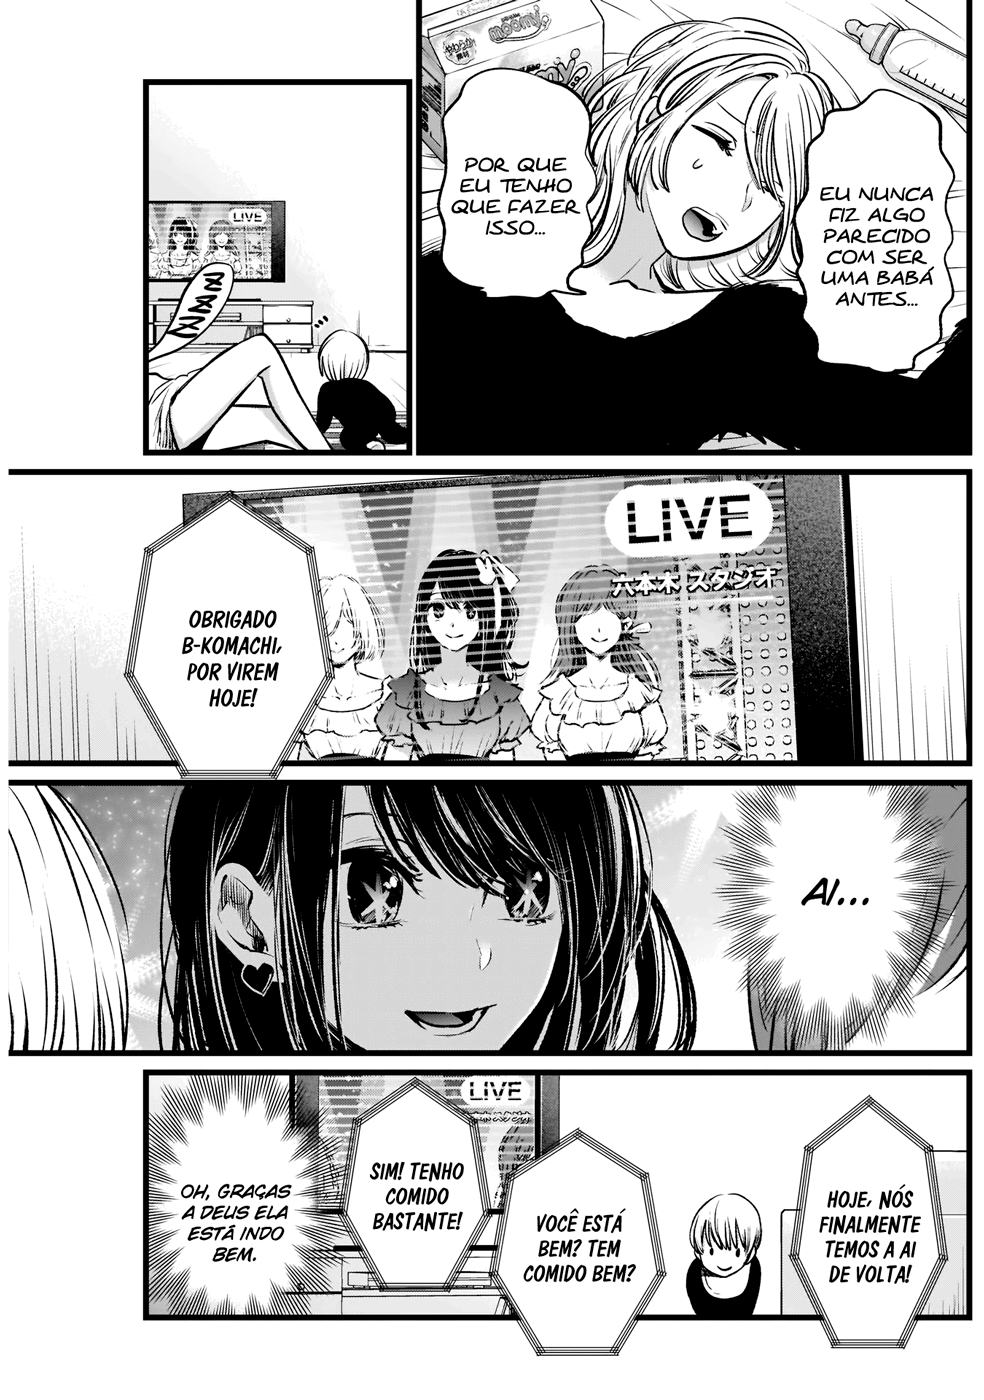 moomy
EU NUNCA
FIZ ALGO
PARECIDO
COM SER
UMA BABÁ
ANTES...
POR QUE
EU TENHO
QUE FAZER
ISSO...
LIVE
LIVE
六本木 スタジオ
OBRIGADO
B-KOMACHI,
POR VIREM
HOJE!
AI...
LIVE
HOJE, NÓS
FINALMENTE
TEMOS A AI
DE VOLTA!
VOCÊ ESTÁ
BEM? TEM
COMIDO BEM?
SIM! TENHO
COMIDO
BASTANTE!
OH, GRAÇAS
A DEUS ELA
ESTÁ INDO
BEM.